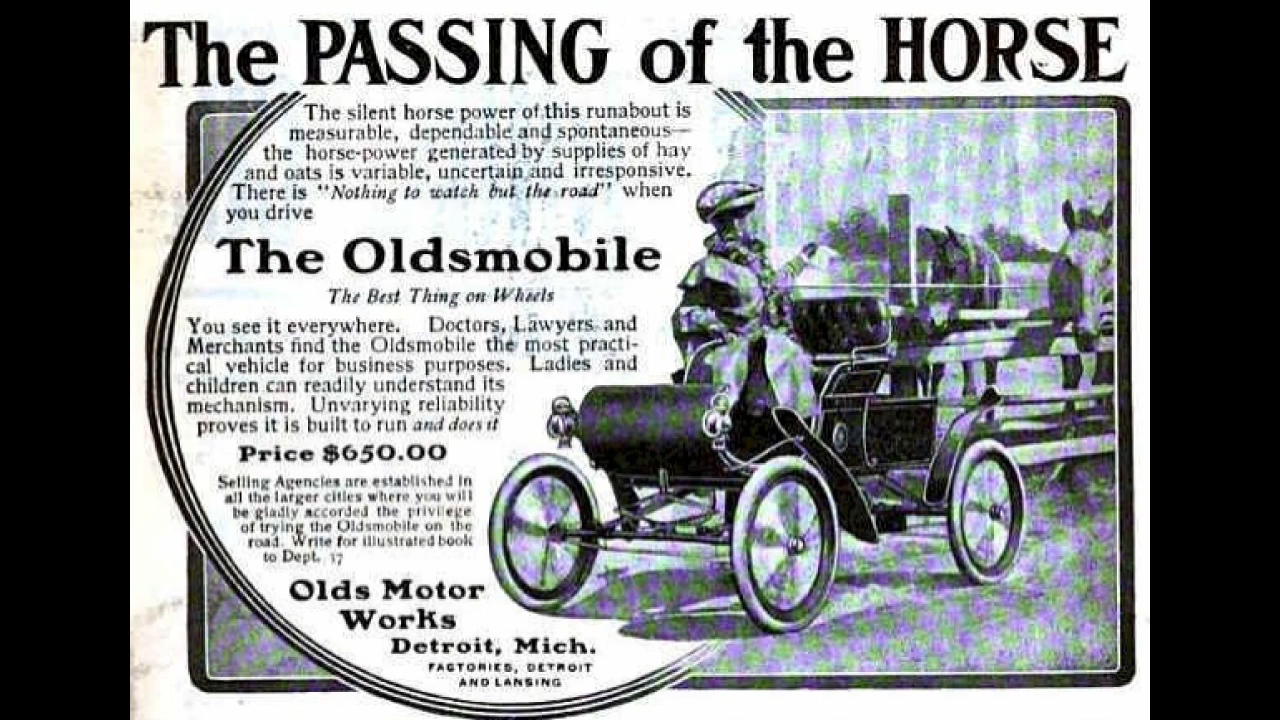 The PASSING of the HORSE
The silent horse power of this runabout is
measurable, dependable and spontaneous—
the horse-power generated by supplies of hay
and oats is variable, uncertain and irresponsive.
There is "Nothing to watch but the road" when
you drive
The Oldsmobile
The Best Thing on Wheels
You see it everywhere. Doctors, Lawyers and
Merchants find the Oldsmobile the most practi-
cal vehicle for business purposes. Ladies and
children can readily understand its
mechanism. Unvarying reliability
proves it is built to run and does it
Price $650.00
Selling Agencies are established in
all the larger cities where you will
be gladly accorded the privilege
of trying the Oldsmobile on the
road. Write for illustrated book
to Dept. 17
Olds Motor
Works
Detroit, Mich.
FACTORIES, DETROIT
AND LANSING